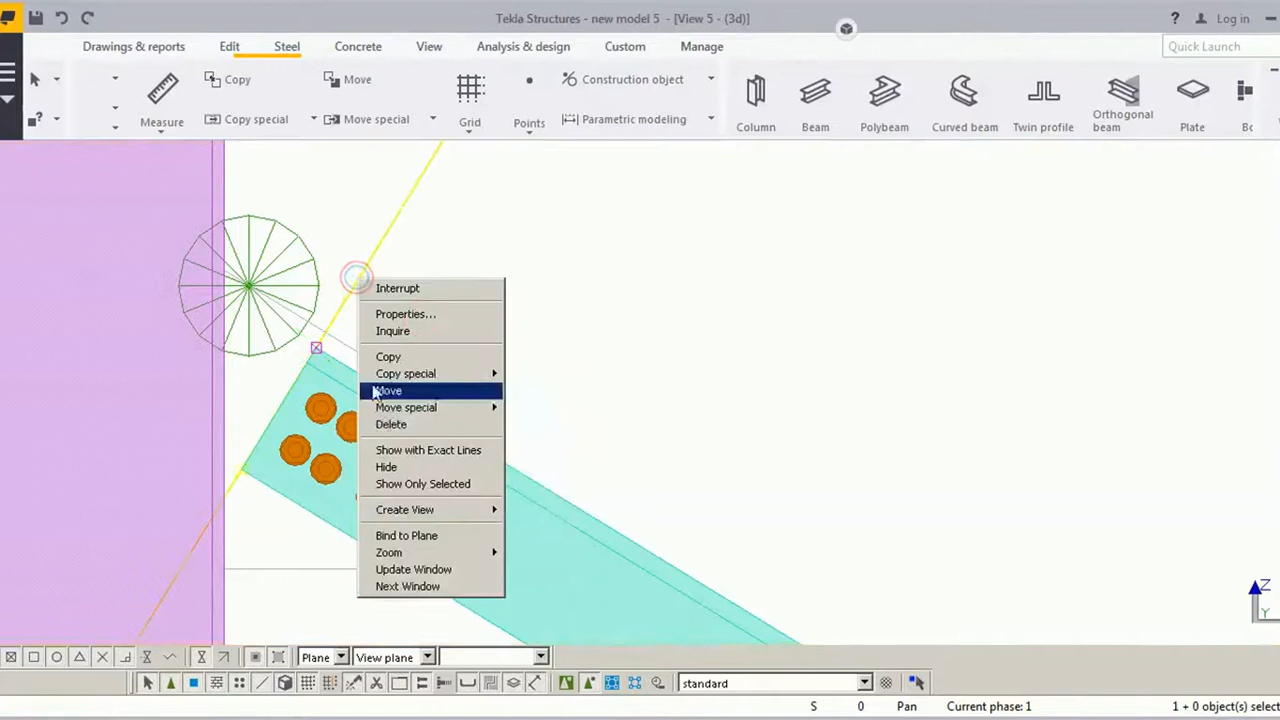 Tekla Structures - new model 5 - [View 5 - (3d)]
? Log in
Drawings & reports Edit Steel Concrete View Analysis & design Custom Manage
Quick Launch
Copy Move Construction object
Measure Copy special Move special Grid Points Parametric modeling
Column Beam Polybeam Curved beam Twin profile Orthogonal beam Plate
Interrupt
Properties...
Inquire
Copy
Copy special
Move
Move special
Delete
Show with Exact Lines
Hide
Show Only Selected
Create View
Bind to Plane
Zoom
Update Window
Next Window
Z
Y
Plane View plane
standard
S 0 Pan Current phase: 1 1 + 0 object(s) select